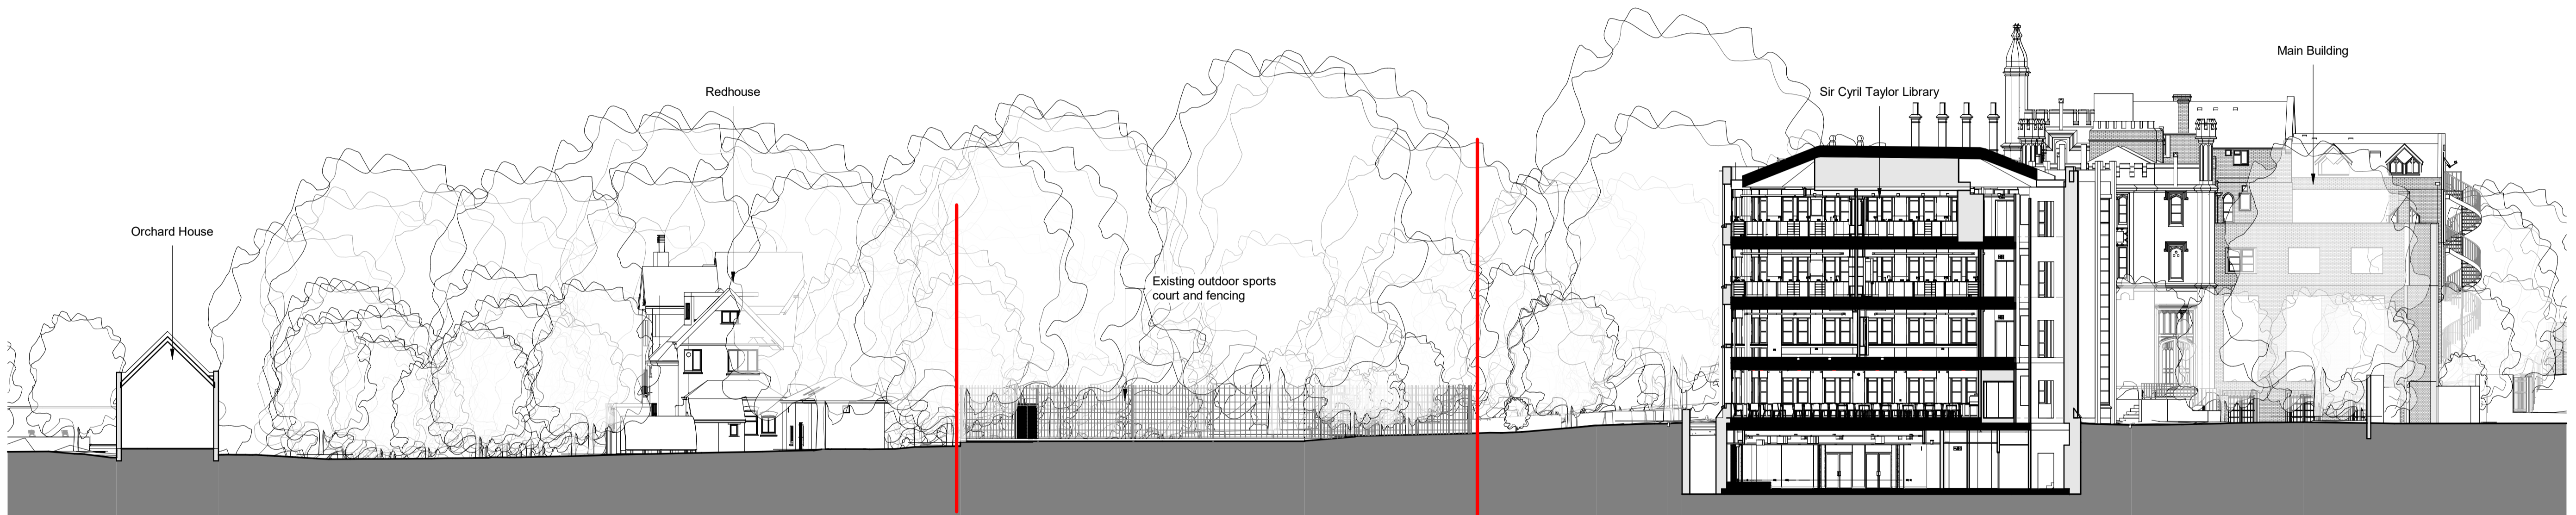 Main Building
Redhouse
Sir Cyril Taylor Library
Orchard House
Existing outdoor sports
court and fencing